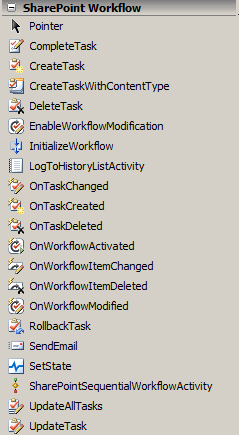 SharePoint Workflow
Pointer
CompleteTask
CreateTask
CreateTaskWithContentType
DeleteTask
EnableWorkflowModification
InitializeWorkflow
LogToHistoryListActivity
OnTaskChanged
OnTaskCreated
OnTaskDeleted
OnWorkflowActivated
OnWorkflowItemChanged
OnWorkflowItemDeleted
OnWorkflowModified
RollbackTask
SendEmail
SetState
SharePointSequentialWorkflowActivity
UpdateAllTasks
UpdateTask